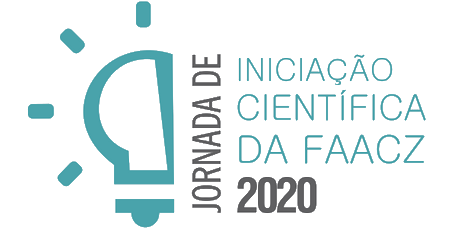 JORNADA DE
INICIAÇÃO
CIENTÍFICA
DA FAACZ
2020